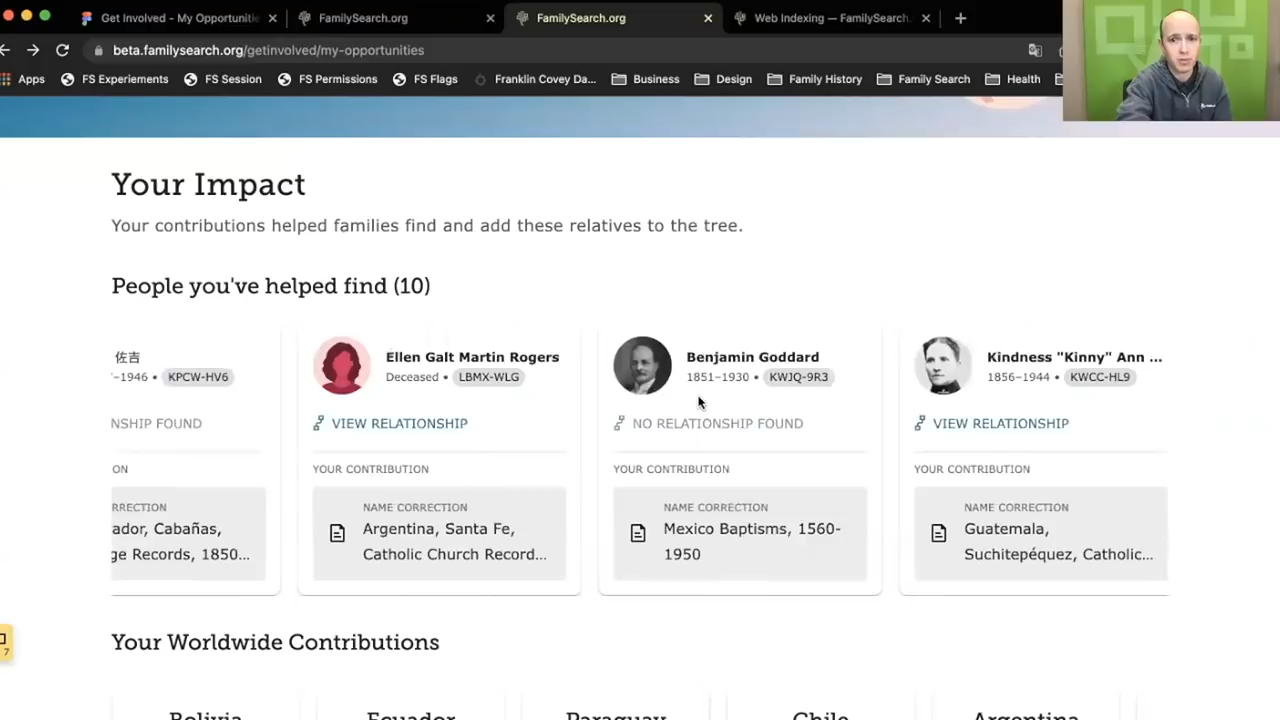 Get Involved - My Opportunitie
FamilySearch.org
FamilySearch.org
Web Indexing — FamilySearch.
beta.familysearch.org/getinvolved/my-opportunities
Apps
FS Experiements
FS Session
FS Permissions
FS Flags
Franklin Covey Da...
Business
Design
Family History
Family Search
Health
Your Impact
Your contributions helped families find and add these relatives to the tree.
People you've helped find (10)
佐吉
–1946 • KPCW-HV6
NSHIP FOUND
ON
RRECTION
ador, Cabañas,
ge Records, 1850...
Ellen Galt Martin Rogers
Deceased • LBMX-WLG
VIEW RELATIONSHIP
YOUR CONTRIBUTION
NAME CORRECTION
Argentina, Santa Fe,
Catholic Church Record...
Benjamin Goddard
1851–1930 • KWJQ-9R3
NO RELATIONSHIP FOUND
YOUR CONTRIBUTION
NAME CORRECTION
Mexico Baptisms, 1560-
1950
Kindness "Kinny" Ann ...
1856–1944 • KWCC-HL9
VIEW RELATIONSHIP
YOUR CONTRIBUTION
NAME CORRECTION
Guatemala,
Suchitepéquez, Catholic...
7
Your Worldwide Contributions
Bolivia
Ecuador
Paraguay
Chile
Argentina